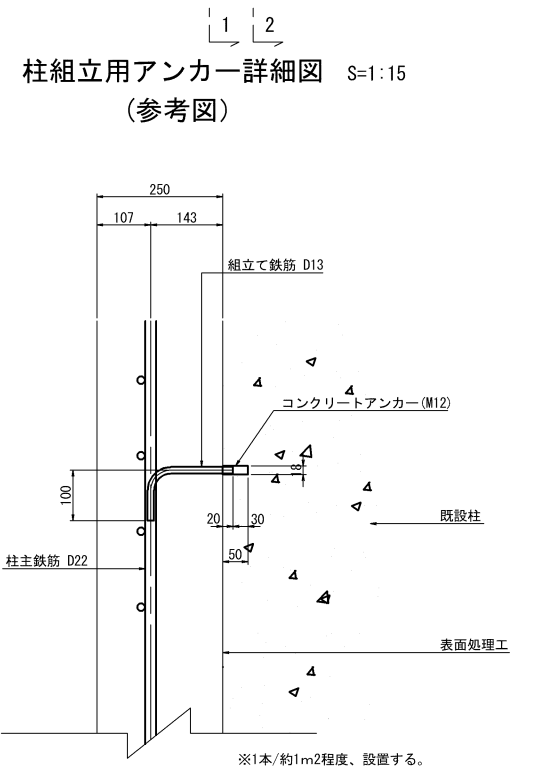 1 2
柱組立用アンカー詳細図 S=1:15
(参考図)
250
107 143
組立て鉄筋 D13
コンクリートアンカー(M12)
18
100
20 30
既設柱
50
柱主鉄筋 D22
表面処理工
※1本/約1m2程度、設置する。